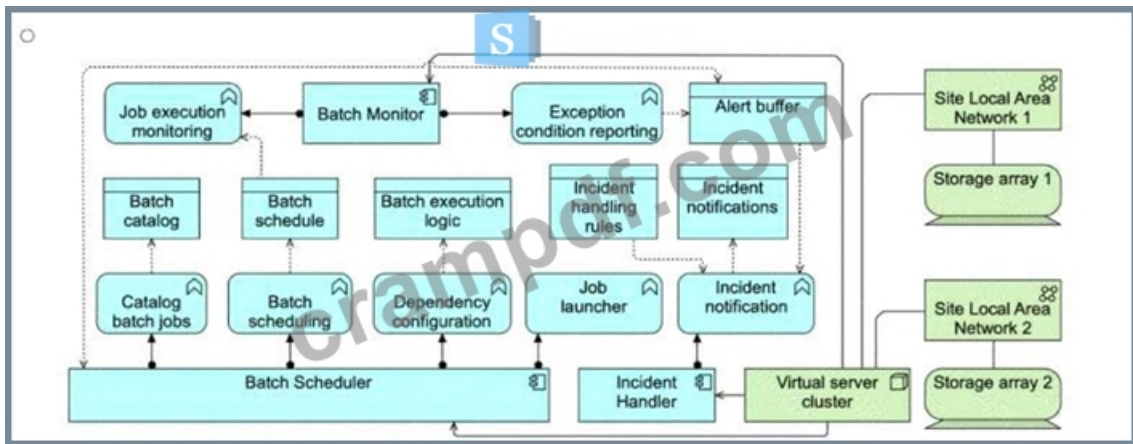 S
Job execution
monitoring
Batch Monitor
Exception
condition reporting
Alert buffer
Site Local Area
Network 1
Storage array 1
Batch
catalog
Batch
schedule
Batch execution
logic
Incident
handling
rules
Incident
notifications
Catalog
batch jobs
Batch
scheduling
Dependency
configuration
Job
launcher
Incident
notification
Site Local Area
Network 2
Storage array 2
Batch Scheduler
Incident
Handler
Virtual server
cluster
crampdf.com